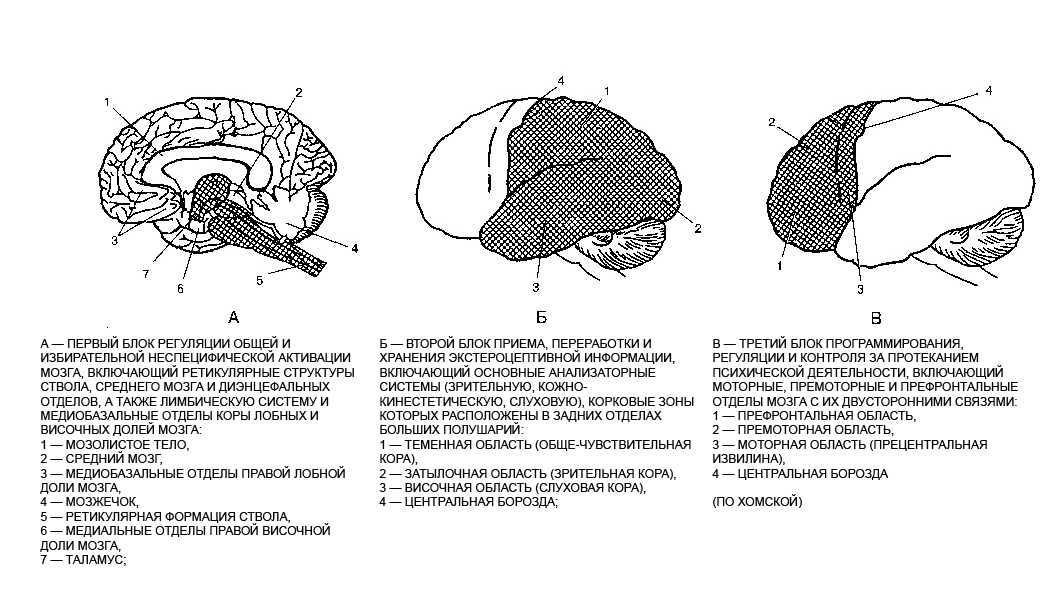 1
2
3
4
5
6
7
А
4
1
2
3
Б
4
2
1
3
В
А — ПЕРВЫЙ БЛОК РЕГУЛЯЦИИ ОБЩЕЙ И
ИЗБИРАТЕЛЬНОЙ НЕСПЕЦИФИЧЕСКОЙ АКТИВАЦИИ
МОЗГА, ВКЛЮЧАЮЩИЙ РЕТИКУЛЯРНЫЕ СТРУКТУРЫ
СТВОЛА, СРЕДНЕГО МОЗГА И ДИЭНЦЕФАЛЬНЫХ
ОТДЕЛОВ, А ТАКЖЕ ЛИМБИЧЕСКУЮ СИСТЕМУ И
МЕДИОБАЗАЛЬНЫЕ ОТДЕЛЫ КОРЫ ЛОБНЫХ И
ВИСОЧНЫХ ДОЛЕЙ МОЗГА:
1 — МОЗОЛИСТОЕ ТЕЛО,
2 — СРЕДНИЙ МОЗГ,
3 — МЕДИОБАЗАЛЬНЫЕ ОТДЕЛЫ ПРАВОЙ ЛОБНОЙ
ДОЛИ МОЗГА,
4 — МОЗЖЕЧОК,
5 — РЕТИКУЛЯРНАЯ ФОРМАЦИЯ СТВОЛА,
6 — МЕДИАЛЬНЫЕ ОТДЕЛЫ ПРАВОЙ ВИСОЧНОЙ
ДОЛИ МОЗГА,
7 — ТАЛАМУС;
Б — ВТОРОЙ БЛОК ПРИЕМА, ПЕРЕРАБОТКИ И
ХРАНЕНИЯ ЭКСТЕРОЦЕПТИВНОЙ ИНФОРМАЦИИ,
ВКЛЮЧАЮЩИЙ ОСНОВНЫЕ АНАЛИЗАТОРНЫЕ
СИСТЕМЫ (ЗРИТЕЛЬНУЮ, КОЖНО-
КИНЕСТЕТИЧЕСКУЮ, СЛУХОВУЮ), КОРКОВЫЕ ЗОНЫ
КОТОРЫХ РАСПОЛОЖЕНЫ В ЗАДНИХ ОТДЕЛАХ
БОЛЬШИХ ПОЛУШАРИЙ:
1 — ТЕМЕННАЯ ОБЛАСТЬ (ОБЩЕ-ЧУВСТВИТЕЛЬНАЯ
КОРА),
2 — ЗАТЫЛОЧНАЯ ОБЛАСТЬ (ЗРИТЕЛЬНАЯ КОРА),
3 — ВИСОЧНАЯ ОБЛАСТЬ (СЛУХОВАЯ КОРА),
4 — ЦЕНТРАЛЬНАЯ БОРОЗДА;
В — ТРЕТИЙ БЛОК ПРОГРАММИРОВАНИЯ,
РЕГУЛЯЦИИ И КОНТРОЛЯ ЗА ПРОТЕКАНИЕМ
ПСИХИЧЕСКОЙ ДЕЯТЕЛЬНОСТИ, ВКЛЮЧАЮЩИЙ
МОТОРНЫЕ, ПРЕМОТОРНЫЕ И ПРЕФРОНТАЛЬНЫЕ
ОТДЕЛЫ МОЗГА С ИХ ДВУСТОРОННИМИ СВЯЗЯМИ:
1 — ПРЕФРОНТАЛЬНАЯ ОБЛАСТЬ,
2 — ПРЕМОТОРНАЯ ОБЛАСТЬ,
3 — МОТОРНАЯ ОБЛАСТЬ (ПРЕЦЕНТРАЛЬНАЯ
ИЗВИЛИНА),
4 — ЦЕНТРАЛЬНАЯ БОРОЗДА
(ПО ХОМСКОЙ)